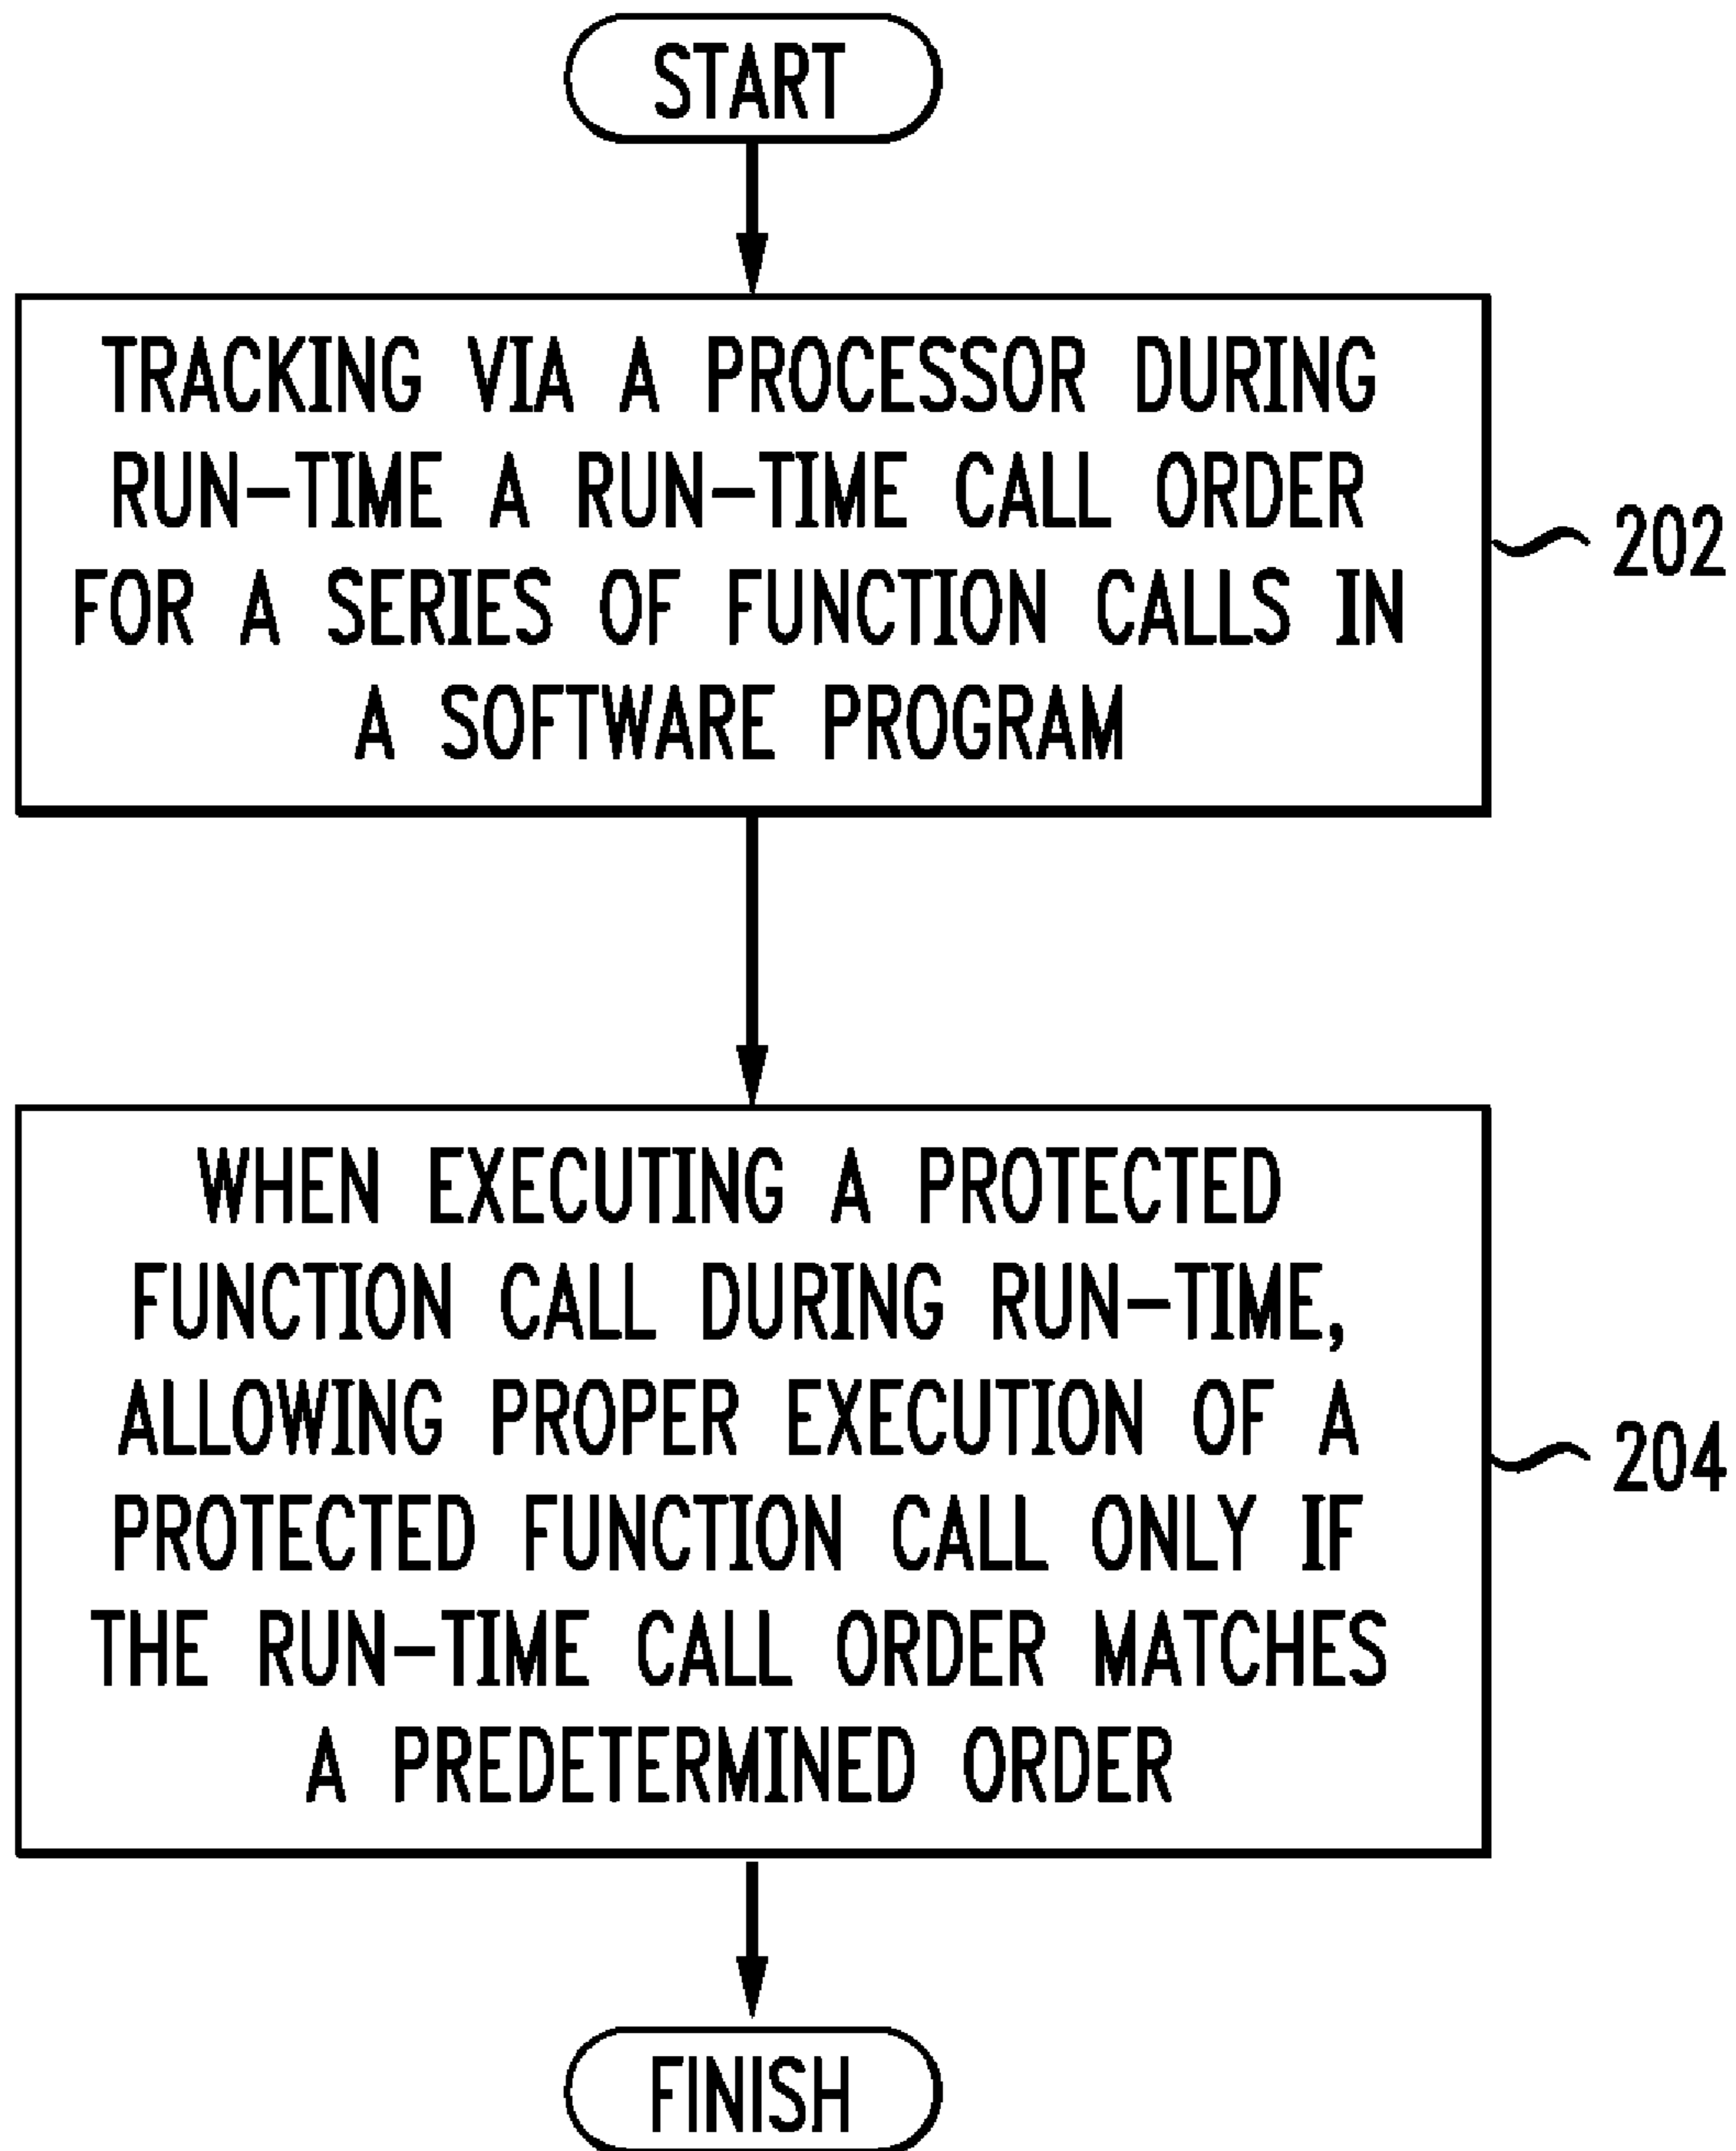 START
TRACKING VIA A PROCESSOR DURING
RUN-TIME A RUN-TIME CALL ORDER
FOR A SERIES OF FUNCTION CALLS IN
A SOFTWARE PROGRAM
202
WHEN EXECUTING A PROTECTED
FUNCTION CALL DURING RUN-TIME,
ALLOWING PROPER EXECUTION OF A
PROTECTED FUNCTION CALL ONLY IF
THE RUN-TIME CALL ORDER MATCHES
A PREDETERMINED ORDER
204
FINISH